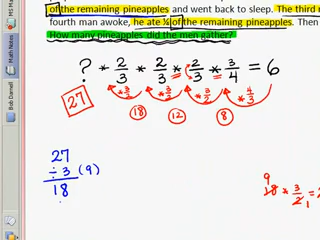 of the remaining pineapples and went back to sleep. The third
fourth man awoke, he ate ¼ of the remaining pineapples. Then
How many pineapples did the men gather?
? * 2/3 * 2/3 * 2/3 * 3/4 = 6
27
* 3/2 * 3/2 * 3/2 * 4/3
18 12 8
27
÷ 3 (9)
18
9
18 * 3/2 =
1
Math Notes
Bob Darnell